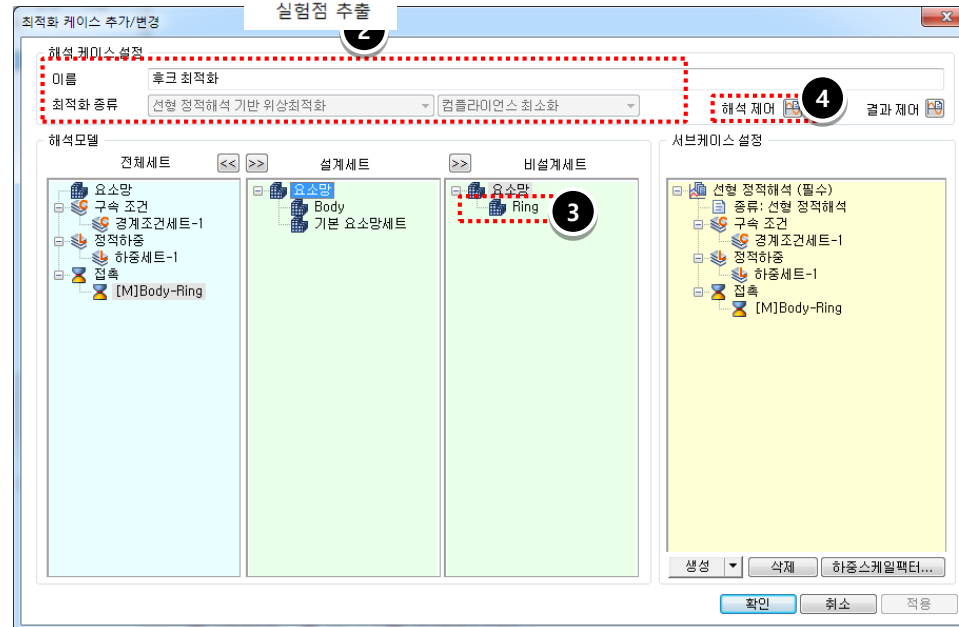 실험점 추출
최적화 케이스 추가/변경
2
해석 케이스 설정
이름 후크 최적화
최적화 종류 선형 정적해석 기반 위상최적화 컴플라이언스 최소화
해석 제어 4 결과 제어
해석모델
전체세트 << >> 설계세트 >> 비설계세트
요소망
구속 조건
경계조건세트-1
정적하중
하중세트-1
접촉
[M]Body-Ring
요소망
Body
기본 요소망세트
요소망
Ring 3
서브케이스 설정
선형 정적해석 (필수)
종류: 선형 정적해석
구속 조건
경계조건세트-1
정적하중
하중세트-1
접촉
[M]Body-Ring
생성 삭제 하중스케일팩터...
확인 취소 적용